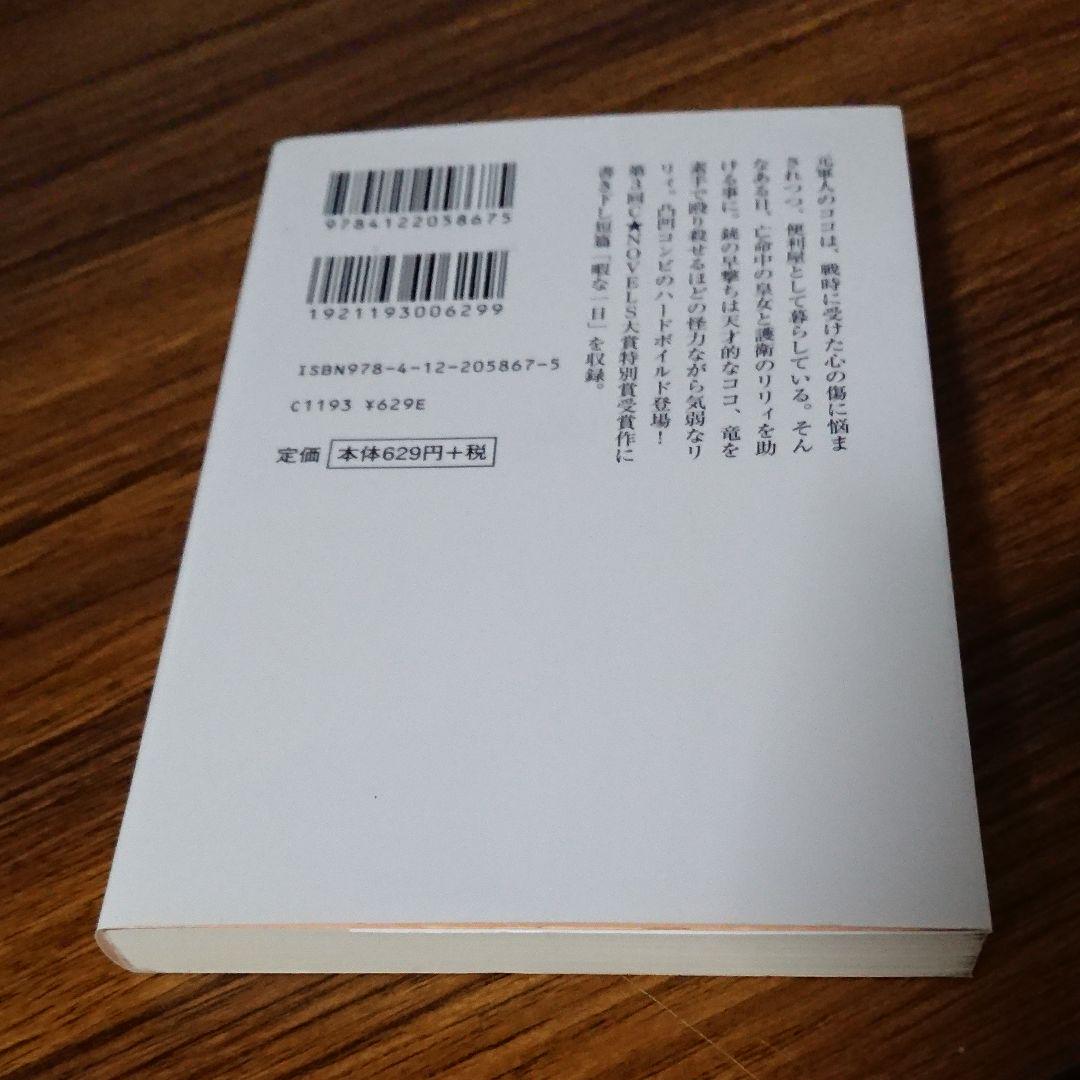 元軍人のココは、戦時に受けた心の傷に悩ま
されつつ、便利屋として暮らしている。そん
なある日、亡命中の皇女と護衛のリリィを助
ける事に。銃の早撃ちは天才的なココ、竜を
素手で殴り殺せるほどの怪力ながら気弱なリ
リィ。凸凹コンビのハードボイルド登場！
第3回C★NOVELS大賞特別賞受賞作に
書き下し短篇「暇な一日」を収録。
9784122058675
1921193006299
ISBN978-4-12-205867-5
C1193 ¥629E
定価 本体629円+税